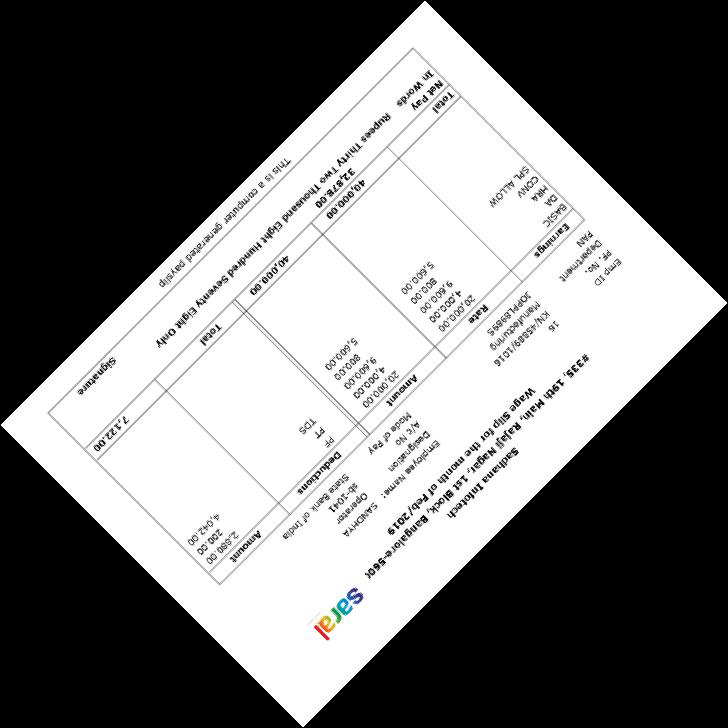 saral
Sadhana Infotech
#335, 19th Main, Rajaji Nagar, 1st Block, Bangalore-560
Wage Slip for the month of Feb/2019
Emp ID 16 Employee Name: SANDHYA
PF. No. KN/45889/1016 Designation Operator
Department Manufacturing A/c No sb-1041
PAN Mode of Pay State Bank of India
Earnings Rate Amount Deductions Amount
BASIC 20,000.00 20,000.00 PF 2,880.00
DA 4,000.00 4,000.00 PT 200.00
HRA 9,600.00 9,600.00 TDS 4,042.00
CONV 800.00 800.00
SPL ALLOW 5,600.00 5,600.00
Total 40,000.00 40,000.00 Total 7,122.00
Net Pay 32,878.00
In Words Rupees Thirty Two Thousand Eight Hundred Seventy Eight Only Signature
This is a computer generated payslip